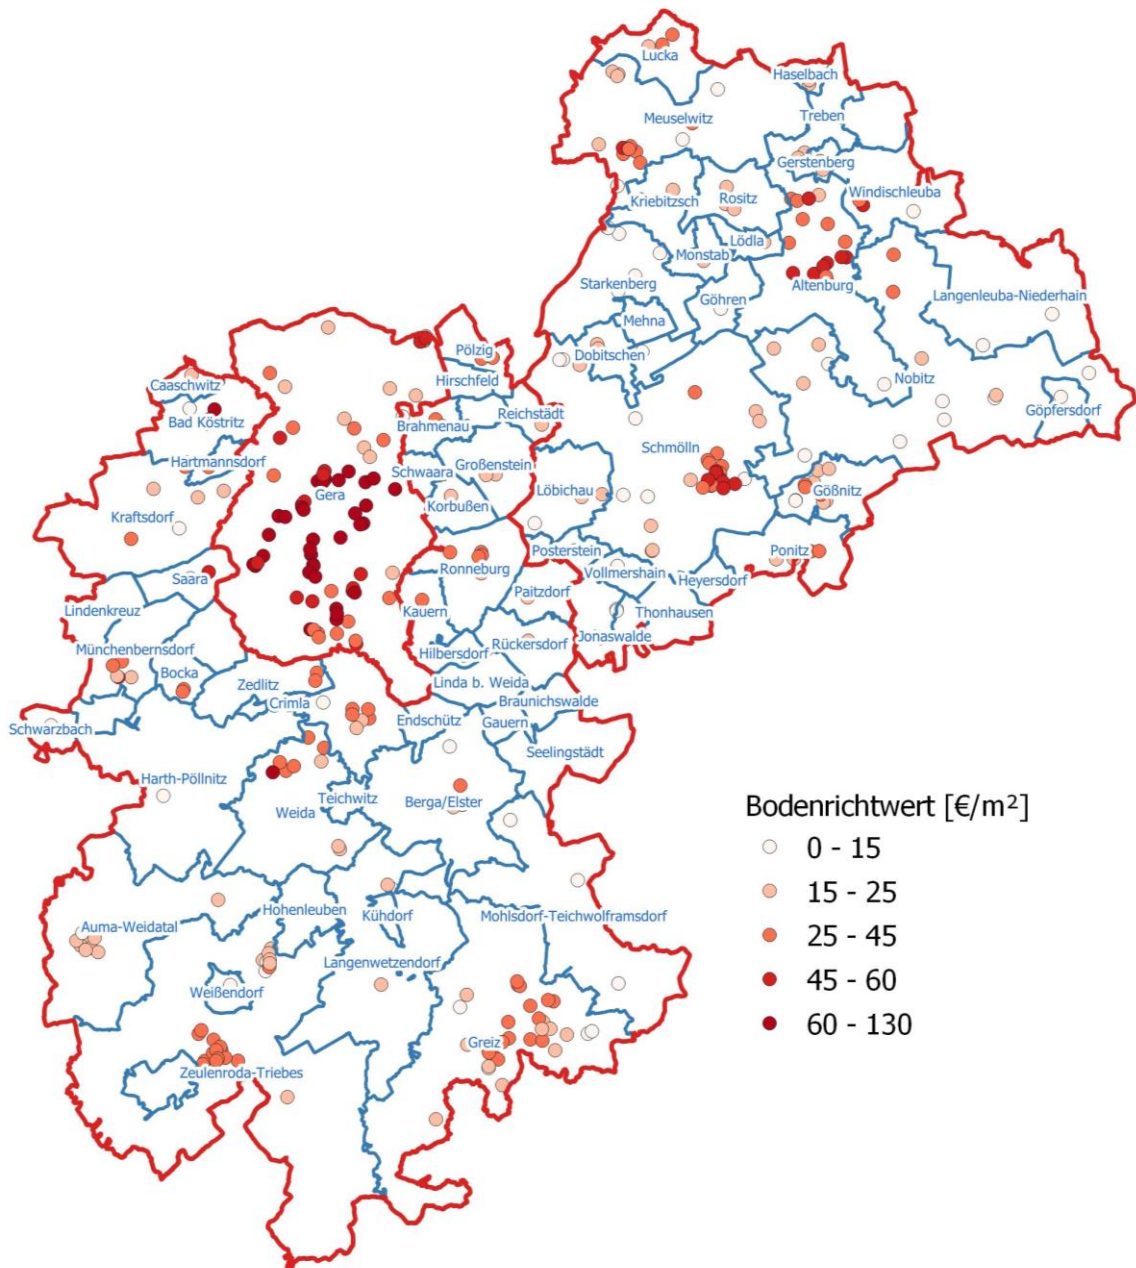 Lucka
Haselbach
Meuselwitz
Treben
Gerstenberg
Windischleuba
Kriebitzsch
Rositz
Lödla
Monstab
Starkenberg
Göhren
Altenburg
Langenleuba-Niederhain
Mehna
Dobitschen
Pölzig
Hirschfeld
Caaschwitz
Nobitz
Göpfersdorf
Bad Köstritz
Reichstädt
Brahmenau
Schmölln
Hartmannsdorf
Schwaara
Großenstein
Gera
Löbichau
Gößnitz
Korbußen
Kraftsdorf
Posterstein
Ponitz
Ronneburg
Vollmershain
Heyersdorf
Saara
Paitzdorf
Lindenkreuz
Kauern
Thonhausen
Jonaswalde
Rückersdorf
Münchenbernsdorf
Hilbersdorf
Bocka
Zedlitz
Linda b. Weida
Crimla
Braunichswalde
Endschütz
Gauern
Schwarzbach
Seelingstädt
Harth-Pöllnitz
Teichwitz
Berga/Elster
Weida
Bodenrichtwert [€/m²]
0 - 15
15 - 25
25 - 45
45 - 60
60 - 130
Hohenleuben
Kühdorf
Mohlsdorf-Teichwolframsdorf
Auma-Weidatal
Langenwetzendorf
Weißendorf
Greiz
Zeulenroda-Triebes